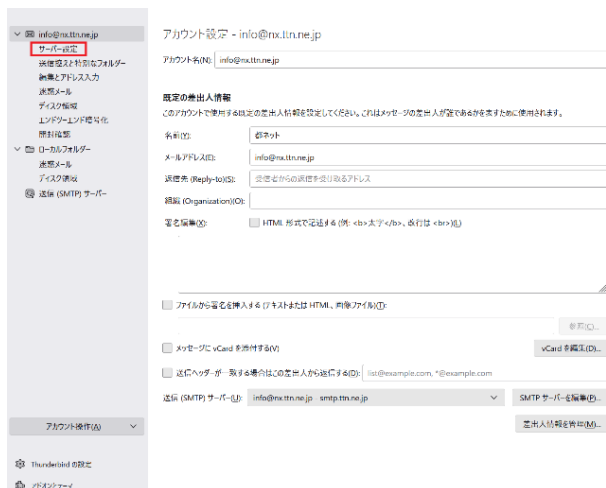 info@nx.ttn.ne.jp
サーバー設定
送信控えと特別なフォルダー
編集とアドレス入力
迷惑メール
ディスク領域
エンドツーエンド暗号化
開封確認
ローカルフォルダー
迷惑メール
ディスク領域
送信 (SMTP) サーバー
アカウント操作(A)
Thunderbird の設定
アドオンとテーマ
アカウント設定 - info@nx.ttn.ne.jp
アカウント名(N): info@nx.ttn.ne.jp
既定の差出人情報
このアカウントで使用する既定の差出人情報を設定してください。これはメッセージの差出人が誰であるかを表すために使用されます。
名前(Y): 都ネット
メールアドレス(E): info@nx.ttn.ne.jp
返信先 (Reply-to)(S): 受信者からの返信を受け取るアドレス
組織 (Organization)(O):
署名編集(X): HTML 形式で記述する (例: <b>太字</b>、改行は <br>)(L)
ファイルから署名を挿入する (テキストまたは HTML、画像ファイル)(T):
参照(C)...
メッセージに vCard を添付する(V) vCard を編集(D)...
送信ヘッダーが一致する場合はこの差出人から返信する(D): list@example.com, *@example.com
送信 (SMTP) サーバー(U): info@nx.ttn.ne.jp - smtp.ttn.ne.jp SMTP サーバーを編集(P)...
差出人情報を管理(M)...